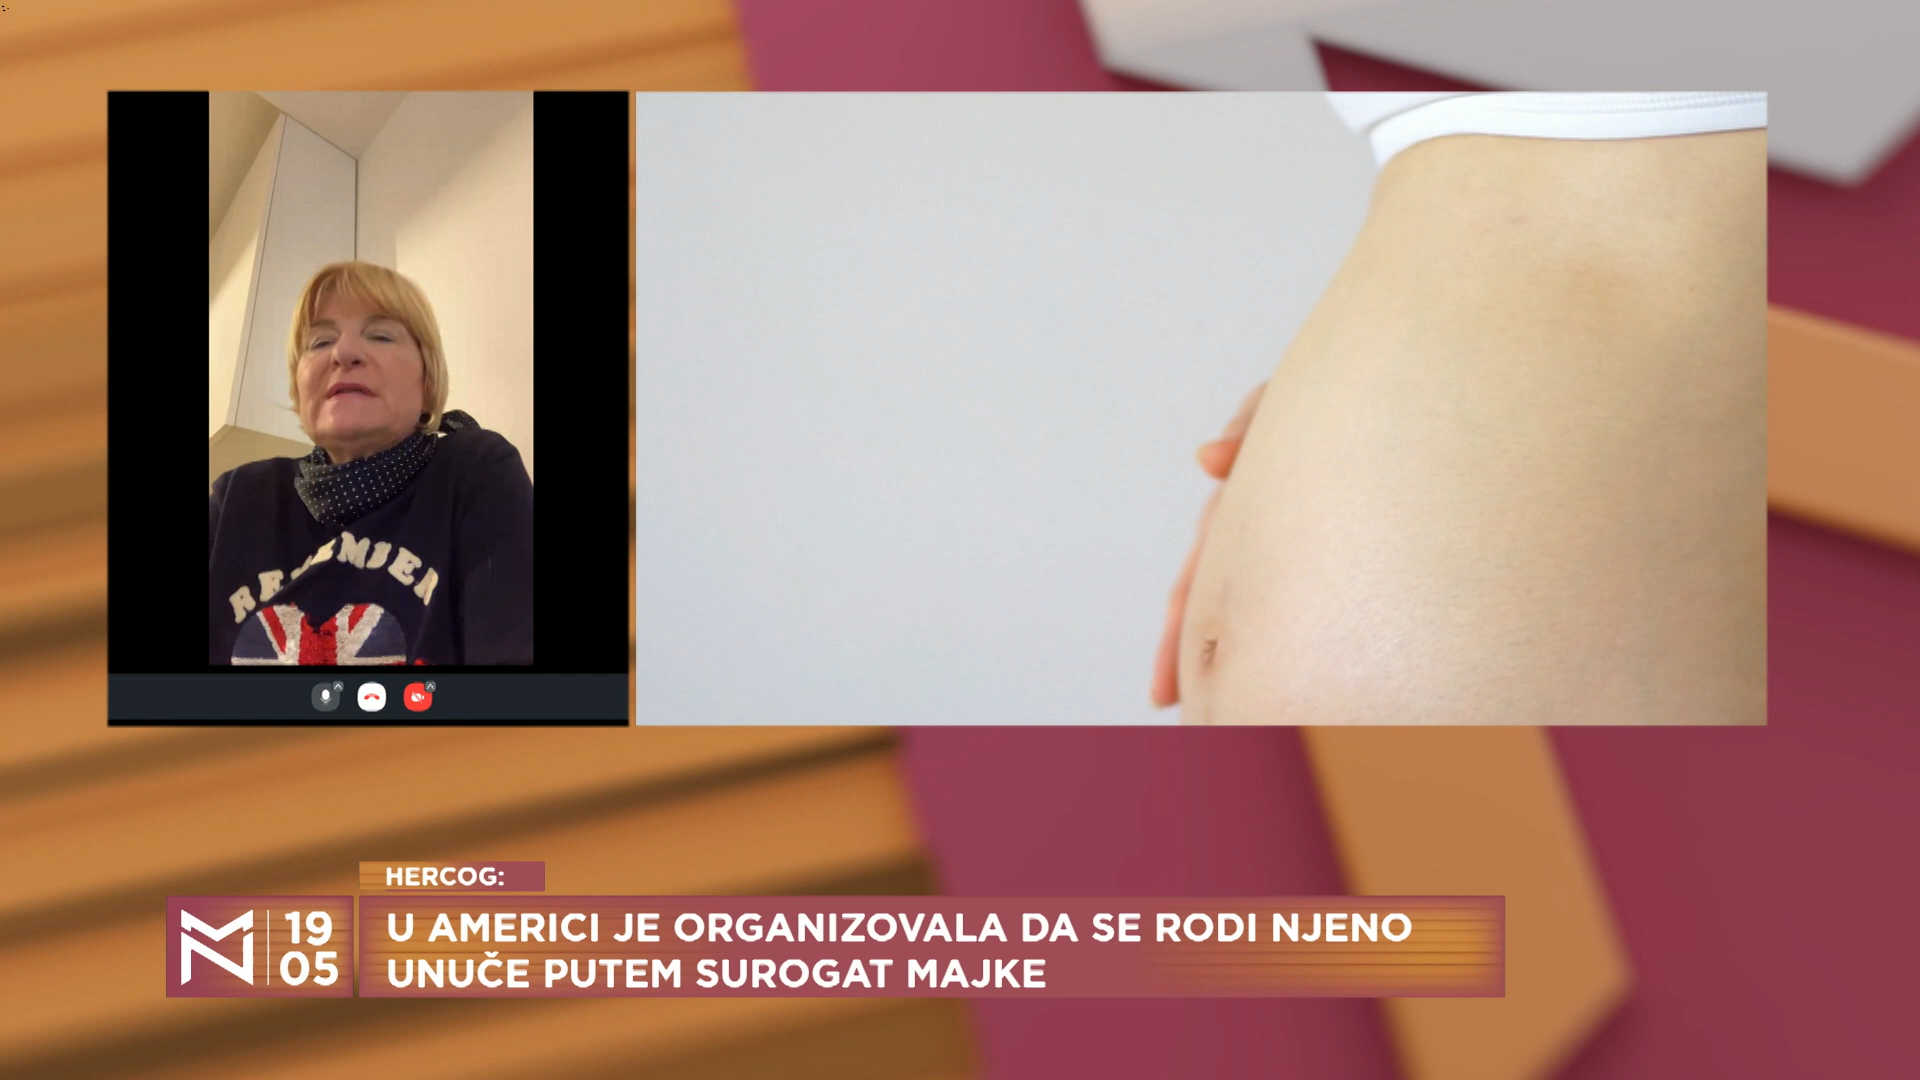 HERCOG:
19
05
U AMERICI JE ORGANIZOVALA DA SE RODI NJENO
UNUČE PUTEM SUROGAT MAJKE